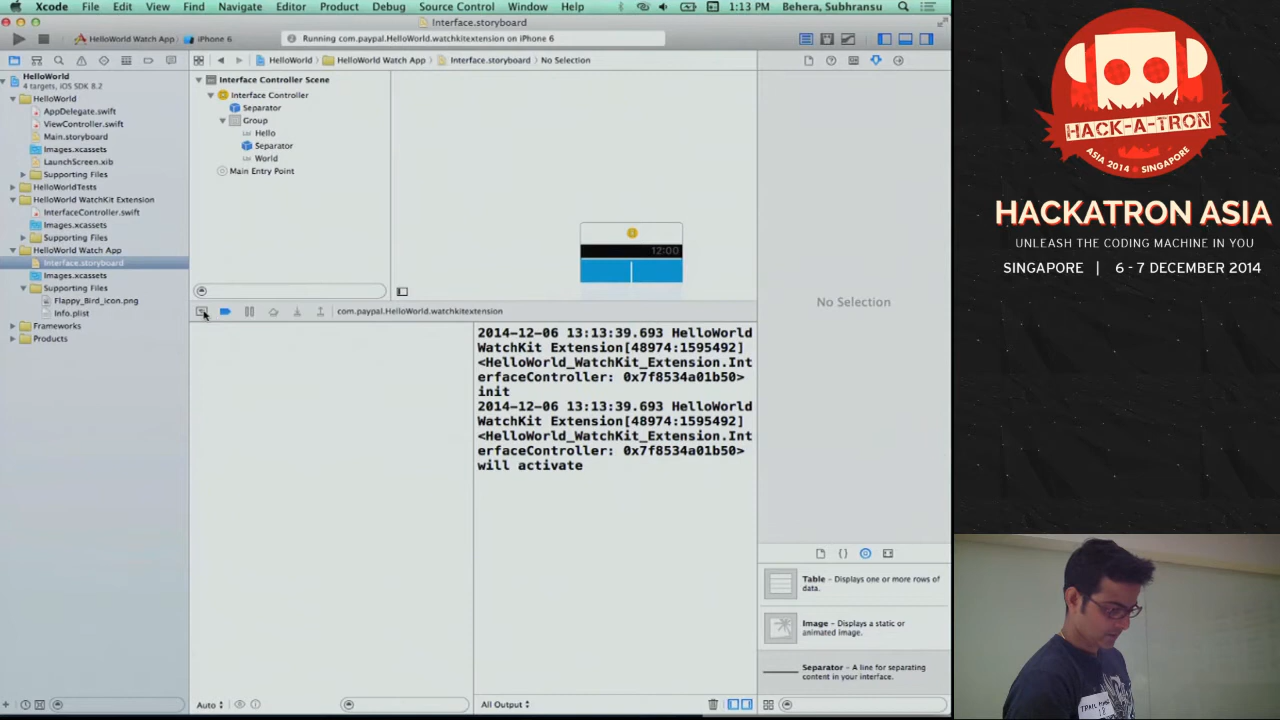 Xcode File Edit View Find Navigate Editor Product Debug Source Control Window Help 1:13 PM Behera, Subhransu
Interface.storyboard
HelloWorld Watch App iPhone 6
Running com.paypal.HelloWorld.watchkitextension on iPhone 6
HelloWorld HelloWorld Watch App Interface.storyboard No Selection
HelloWorld
4 targets, iOS SDK 8.2
HelloWorld
AppDelegate.swift
ViewController.swift
Main.storyboard
Images.xcassets
LaunchScreen.xib
Supporting Files
HelloWorldTests
HelloWorld WatchKit Extension
InterfaceController.swift
Images.xcassets
Supporting Files
HelloWorld Watch App
Interface.storyboard
Images.xcassets
Supporting Files
Flappy_Bird_icon.png
Info.plist
Frameworks
Products
Interface Controller Scene
Interface Controller
Separator
Group
Hello
Separator
World
Main Entry Point
12:00
com.paypal.HelloWorld.watchkitextension
2014-12-06 13:13:39.693 HelloWorld
WatchKit Extension[48974:1595492]
<HelloWorld_WatchKit_Extension.Int
erfaceController: 0x7f8534a01b50>
init
2014-12-06 13:13:39.693 HelloWorld
WatchKit Extension[48974:1595492]
<HelloWorld_WatchKit_Extension.Int
erfaceController: 0x7f8534a01b50>
will activate
Auto
All Output
No Selection
Table - Displays one or more rows of
data.
Image - Displays a static or
animated image.
Separator - A line for separating
content in your interface.
HACK-A-TRON
ASIA 2014 ★ SINGAPORE
HACKATRON ASIA
UNLEASH THE CODING MACHINE IN YOU
SINGAPORE | 6 - 7 DECEMBER 2014